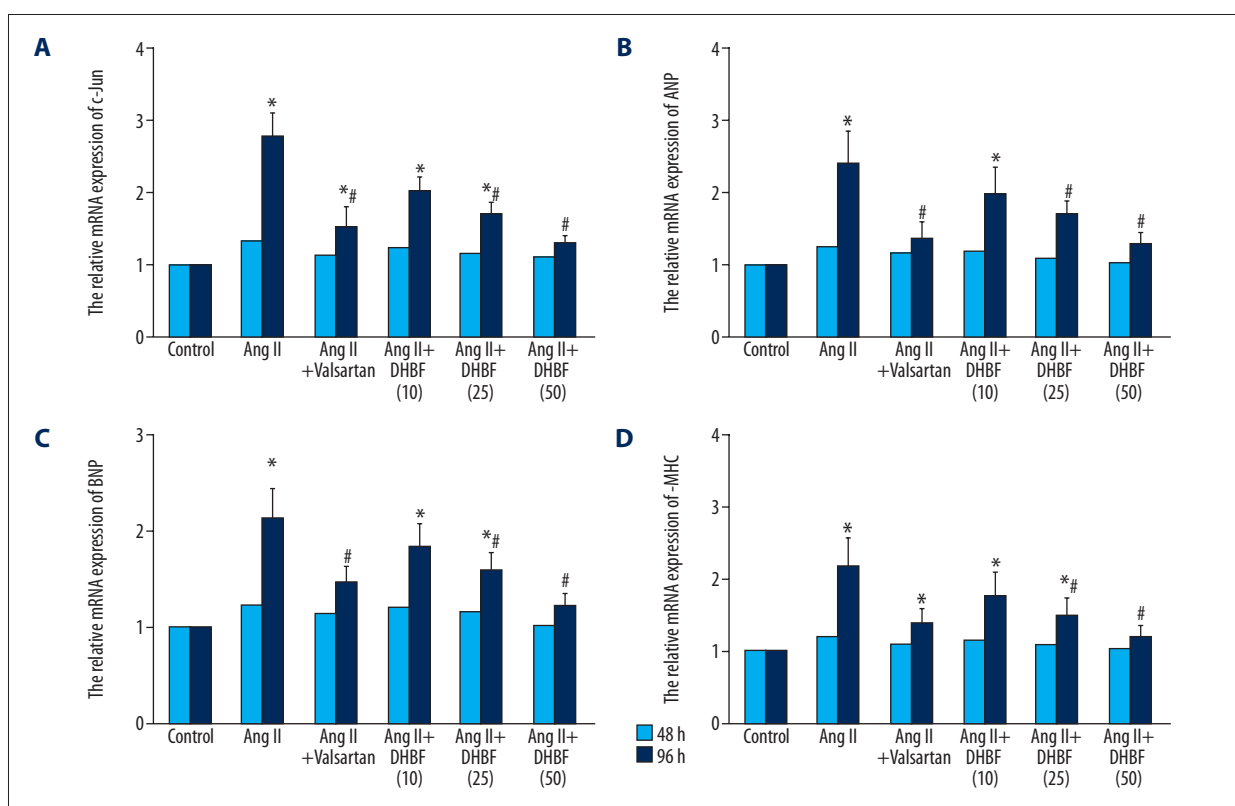 A
The relative mRNA expression of c-Jun
4
3
2
1
0
*
*#
*
*#
#
Control
Ang II
Ang II
+Valsartan
Ang II+
DHBF
(10)
Ang II+
DHBF
(25)
Ang II+
DHBF
(50)
B
The relative mRNA expression of ANP
4
3
2
1
0
*
#
*
#
#
Control
Ang II
Ang II
+Valsartan
Ang II+
DHBF
(10)
Ang II+
DHBF
(25)
Ang II+
DHBF
(50)
C
The relative mRNA expression of BNP
3
2
1
0
*
#
*
*#
#
Control
Ang II
Ang II
+Valsartan
Ang II+
DHBF
(10)
Ang II+
DHBF
(25)
Ang II+
DHBF
(50)
48 h
96 h
D
The relative mRNA expression of -MHC
4
3
2
1
0
*
*
*
*#
#
Control
Ang II
Ang II
+Valsartan
Ang II+
DHBF
(10)
Ang II+
DHBF
(25)
Ang II+
DHBF
(50)